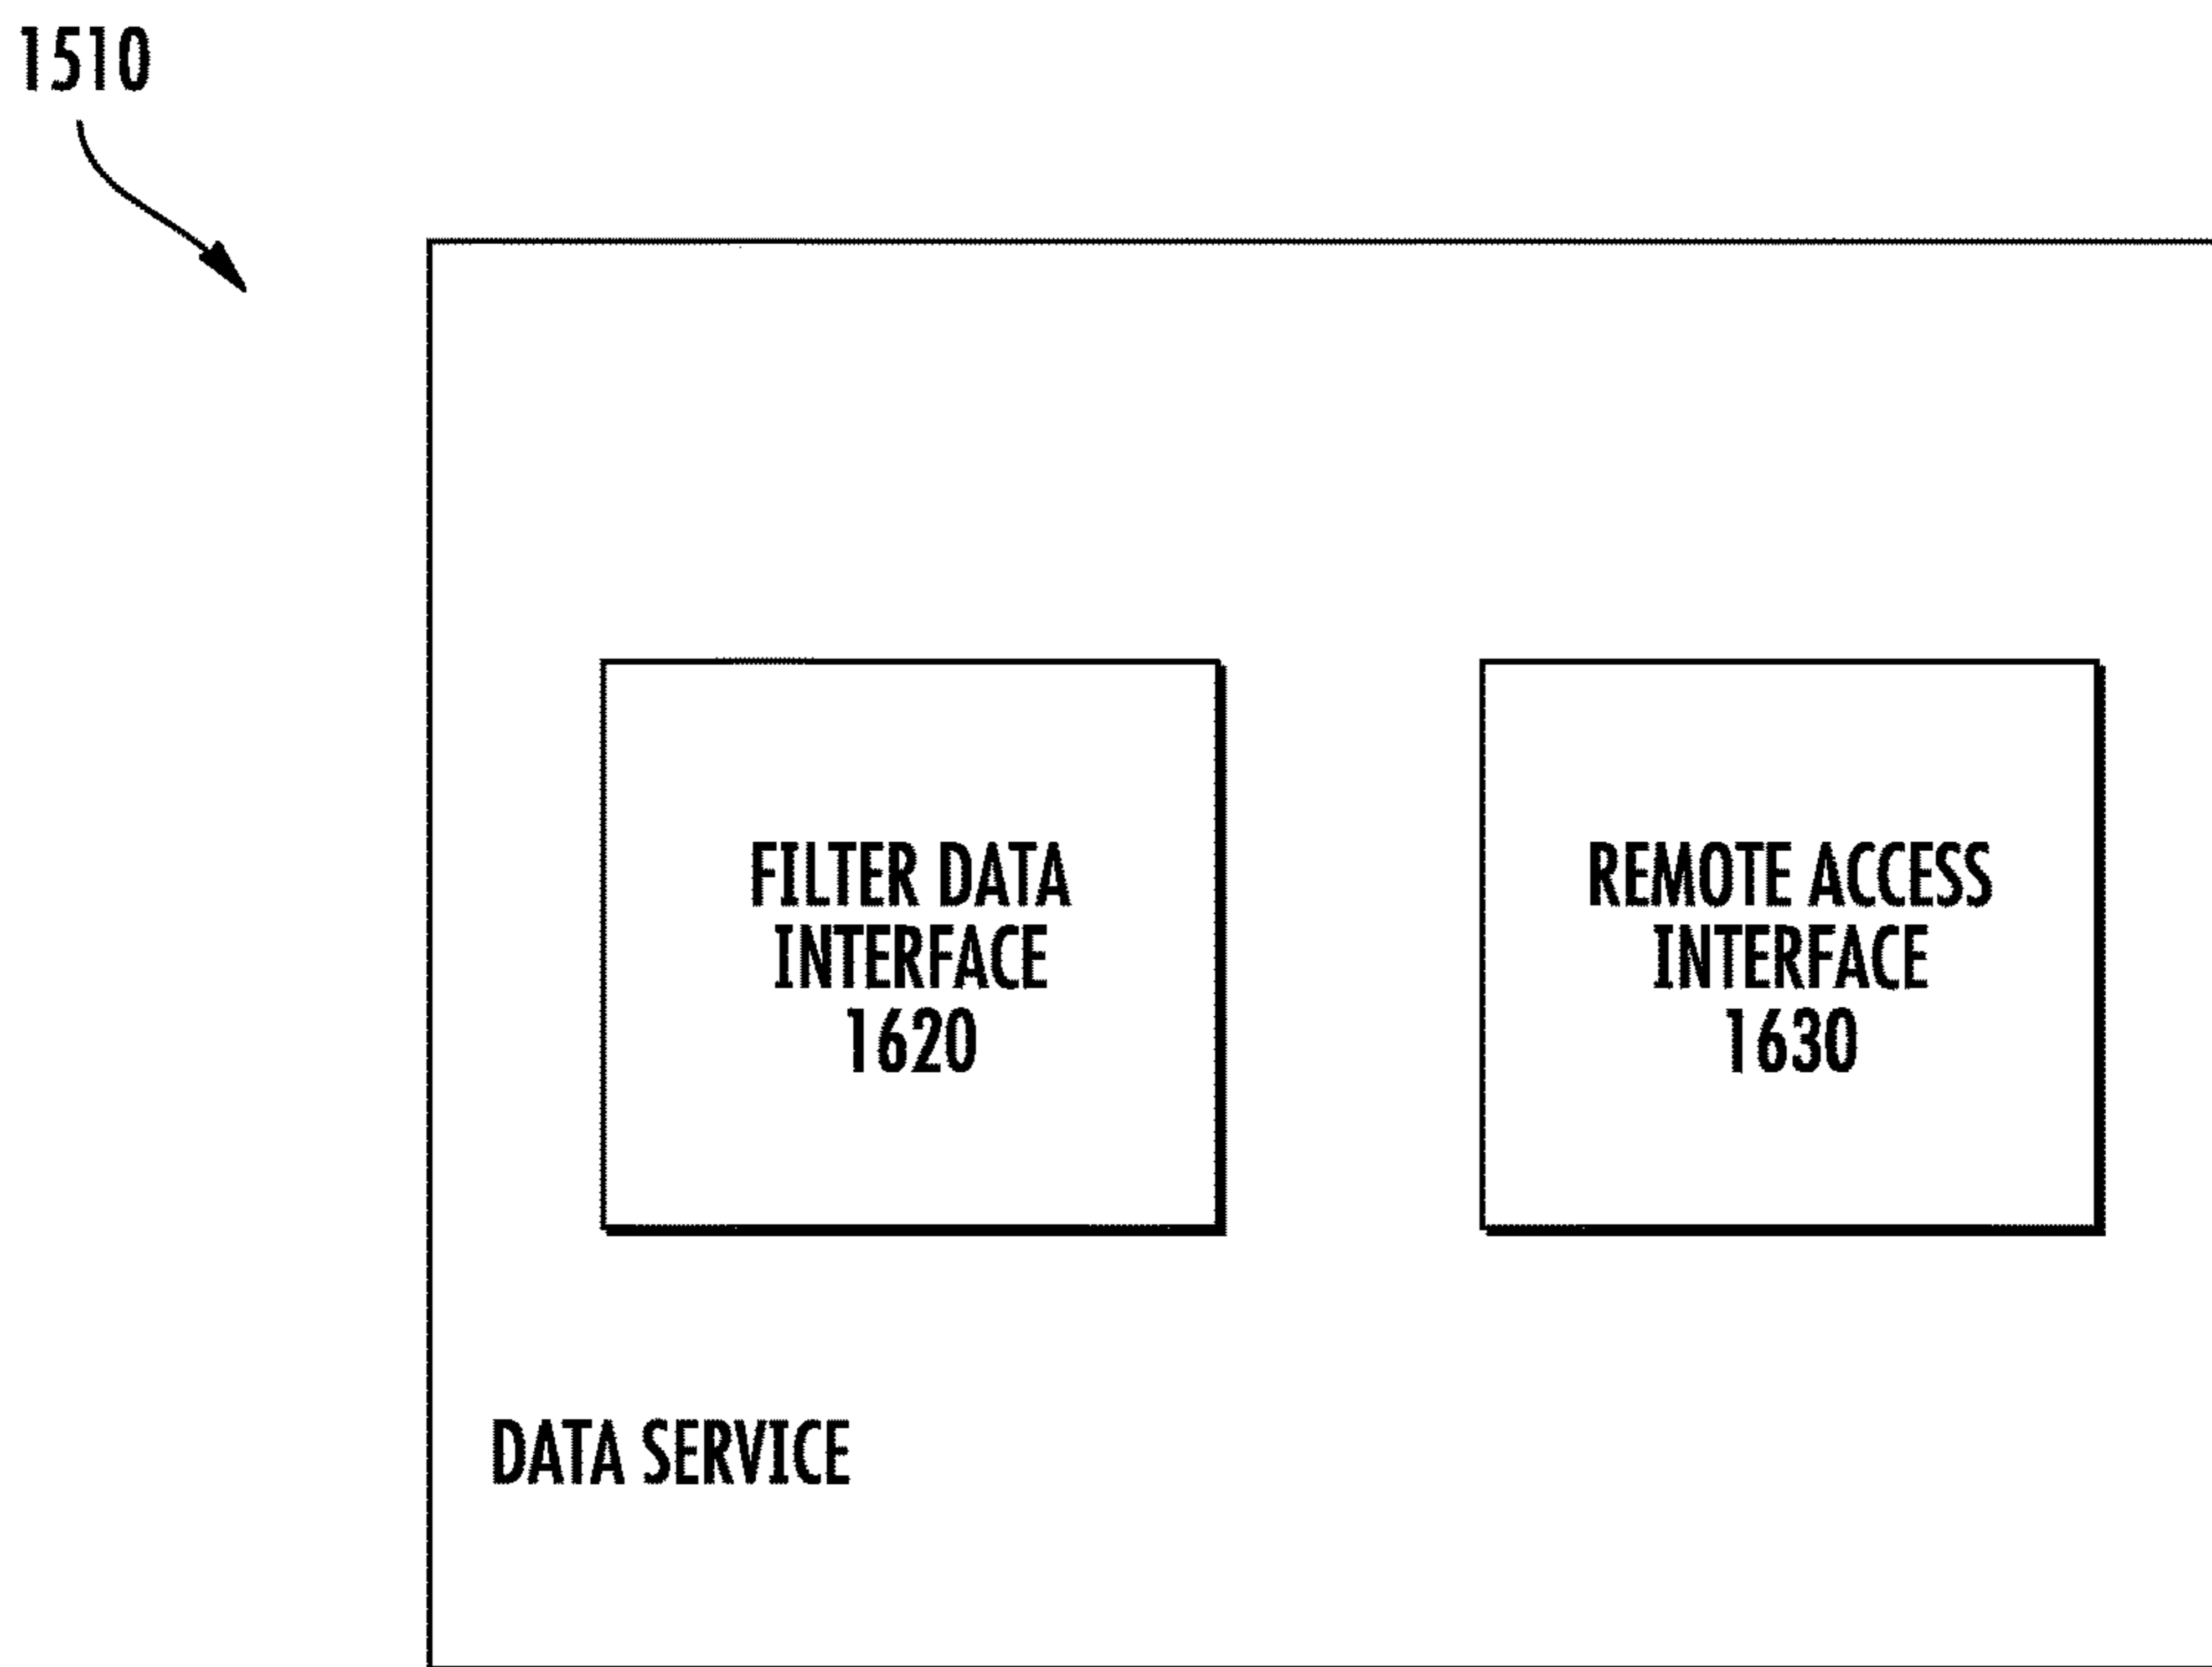 1510
FILTER DATA
INTERFACE
1620
REMOTE ACCESS
INTERFACE
1630
DATA SERVICE